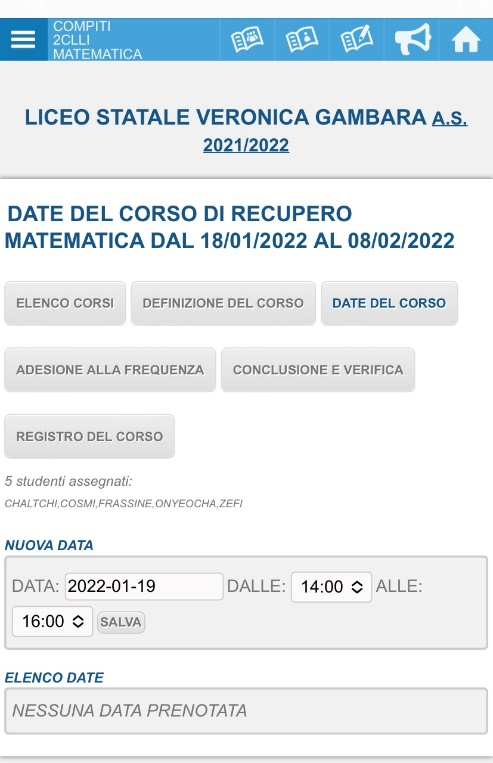 COMPITI
2CLLI
MATEMATICA
LICEO STATALE VERONICA GAMBARA A.S.
2021/2022
DATE DEL CORSO DI RECUPERO
MATEMATICA DAL 18/01/2022 AL 08/02/2022
ELENCO CORSI DEFINIZIONE DEL CORSO DATE DEL CORSO
ADESIONE ALLA FREQUENZA CONCLUSIONE E VERIFICA
REGISTRO DEL CORSO
5 studenti assegnati:
CHALTCHI,COSMI,FRASSINE,ONYEOCHA,ZEFI
NUOVA DATA
DATA: 2022-01-19 DALLE: 14:00 ALLE:
16:00 SALVA
ELENCO DATE
NESSUNA DATA PRENOTATA